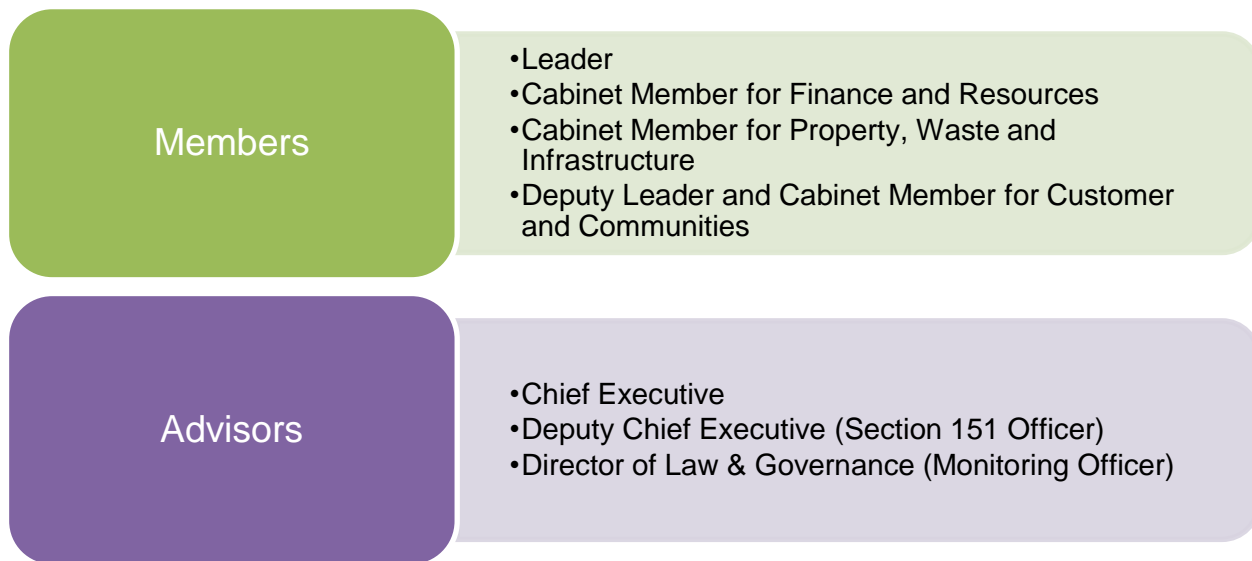 Members
•Leader
•Cabinet Member for Finance and Resources
•Cabinet Member for Property, Waste and
Infrastructure
•Deputy Leader and Cabinet Member for Customer
and Communities
Advisors
•Chief Executive
•Deputy Chief Executive (Section 151 Officer)
•Director of Law & Governance (Monitoring Officer)